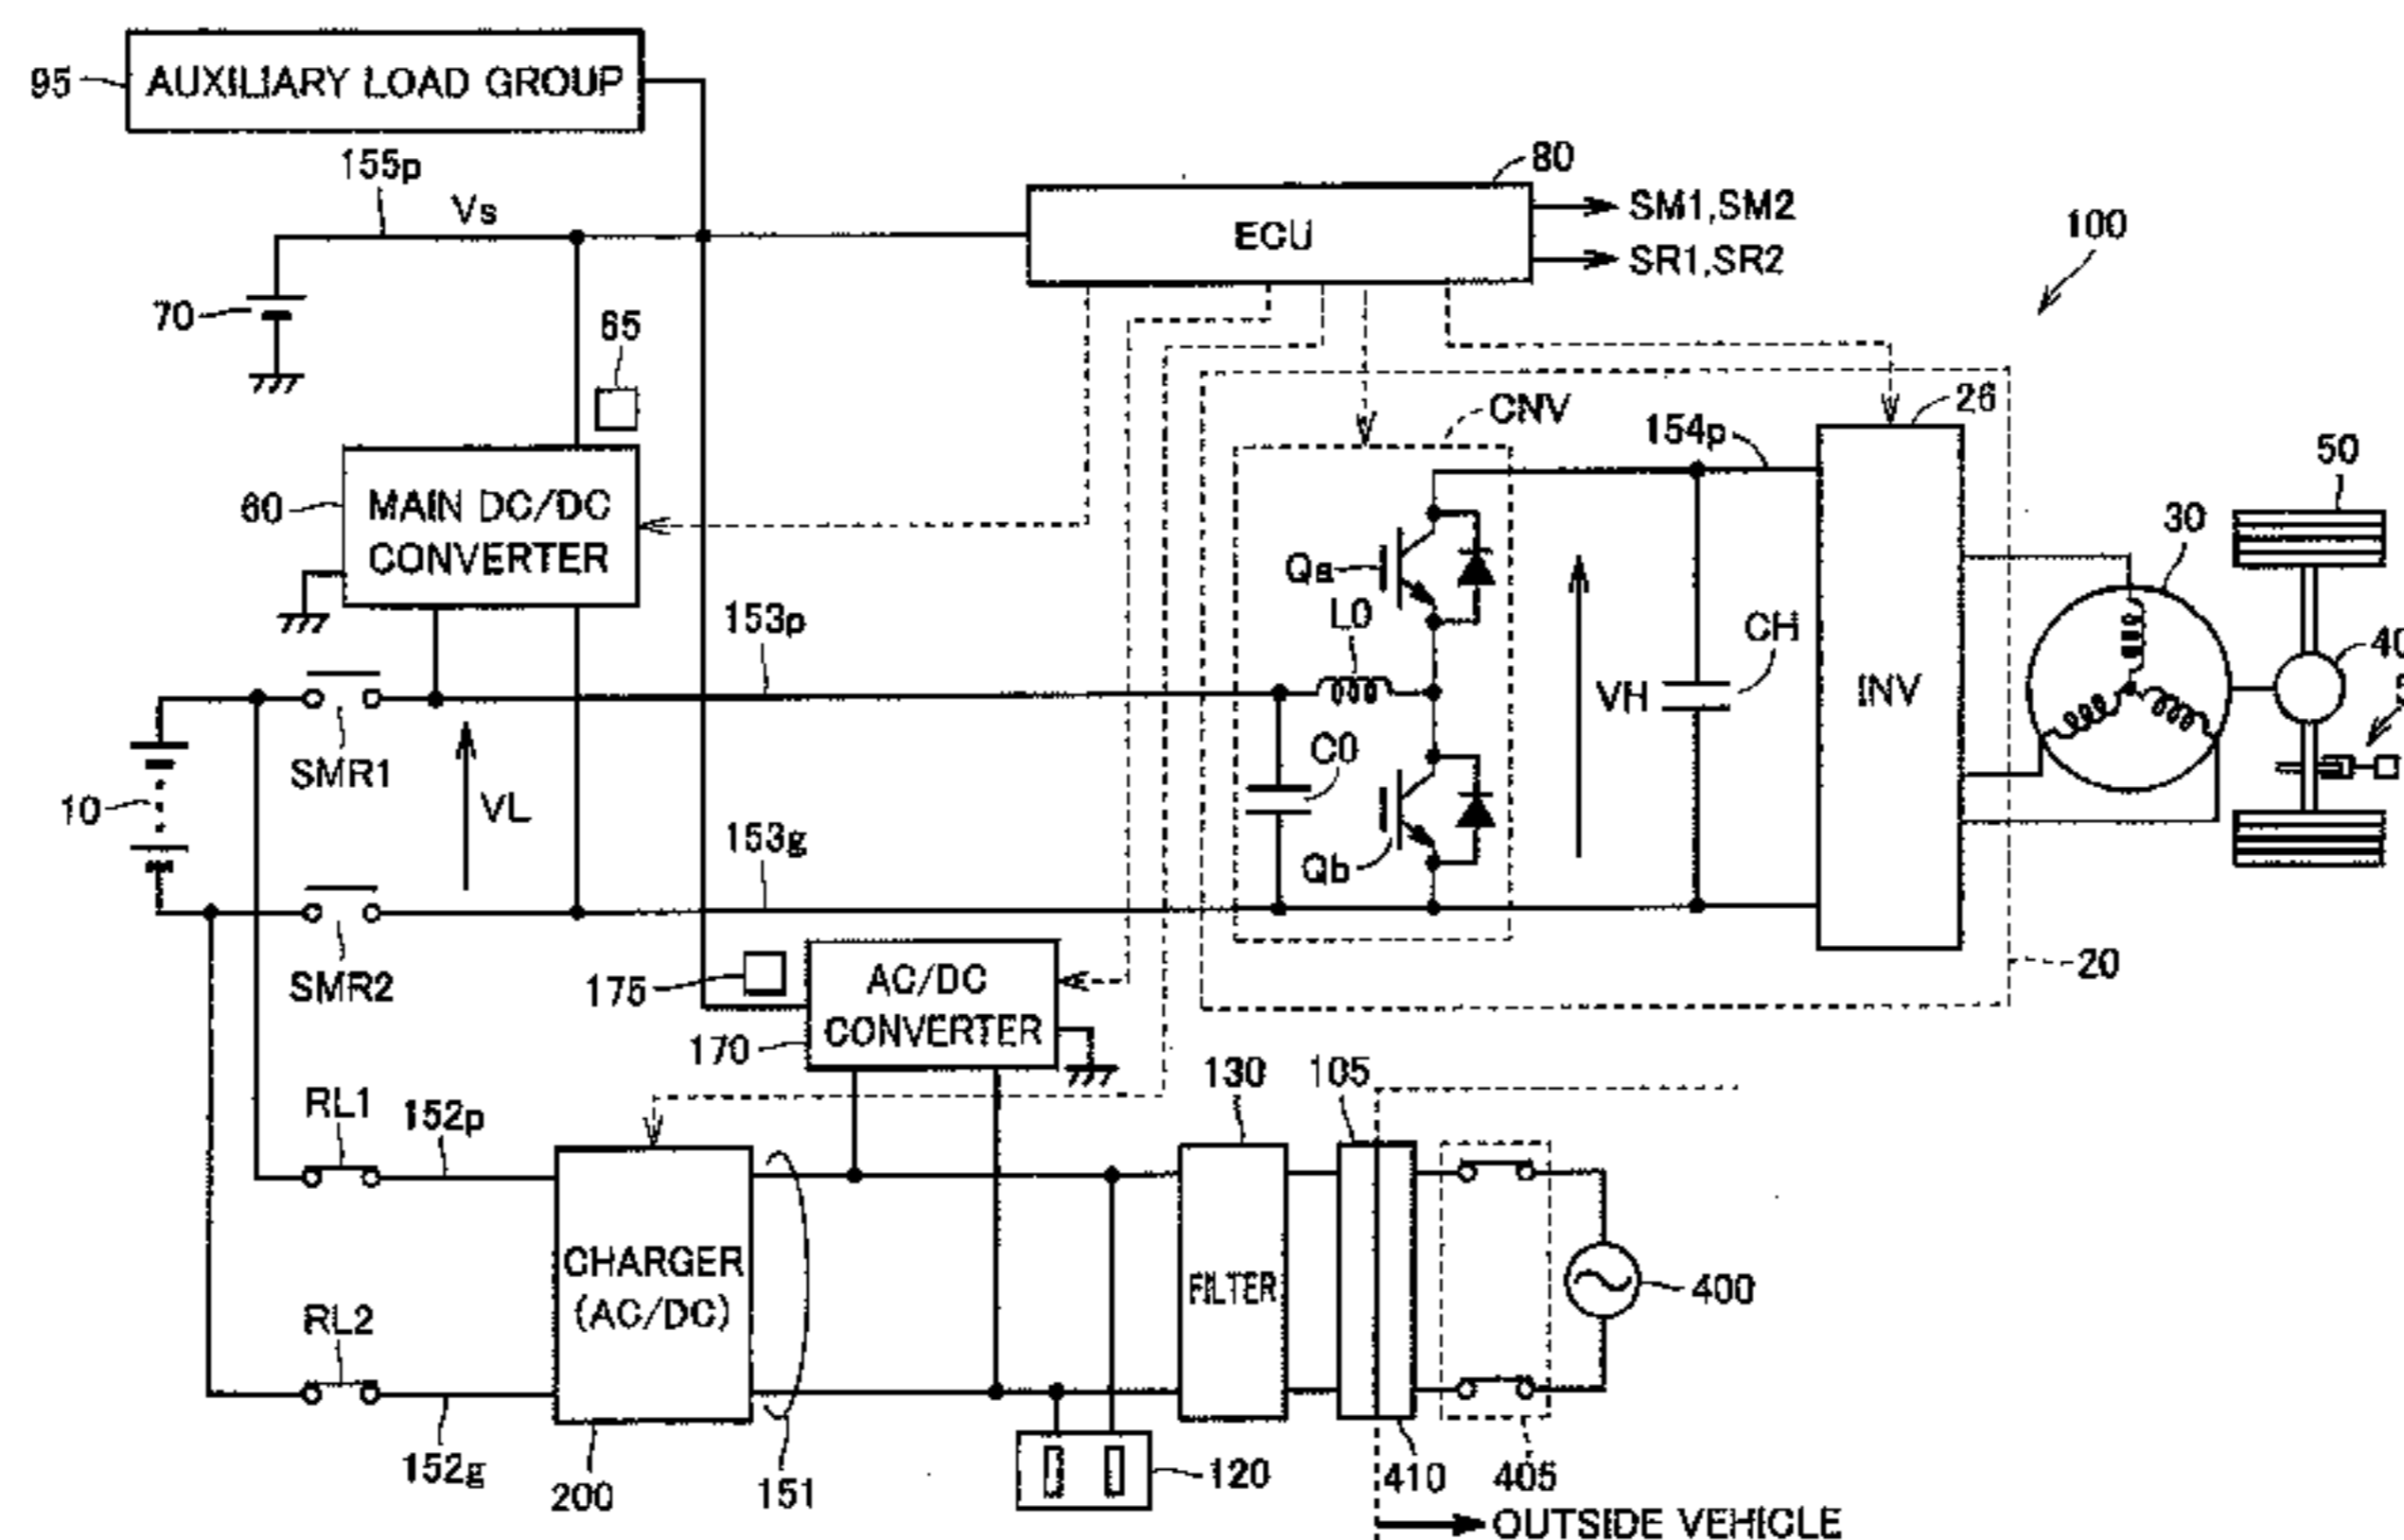 95
AUXILIARY LOAD GROUP
155p
Vs
80
ECU
SM1,SM2
SR1,SR2
100
70
65
CNV
154p
26
50
60
MAIN DC/DC
CONVERTER
Qa
L0
30
153p
VH
CH
INV
40
SMR1
C0
10
VL
153g
Qb
SMR2
175
AC/DC
CONVERTER
20
170
130
105
RL1
152p
CHARGER
(AC/DC)
FILTER
400
RL2
152g
200
151
120
410
405
OUTSIDE VEHICLE